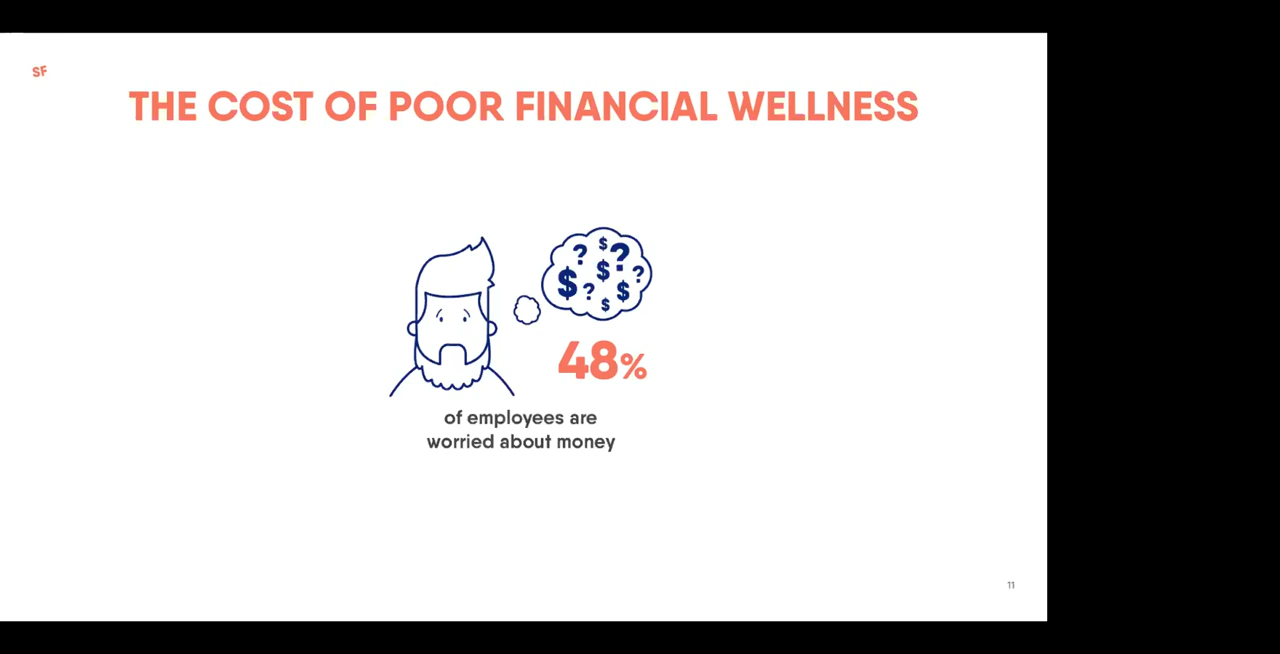 SF
THE COST OF POOR FINANCIAL WELLNESS
? $ ?
$ $ ?
? $
$
48%
of employees are
worried about money
11